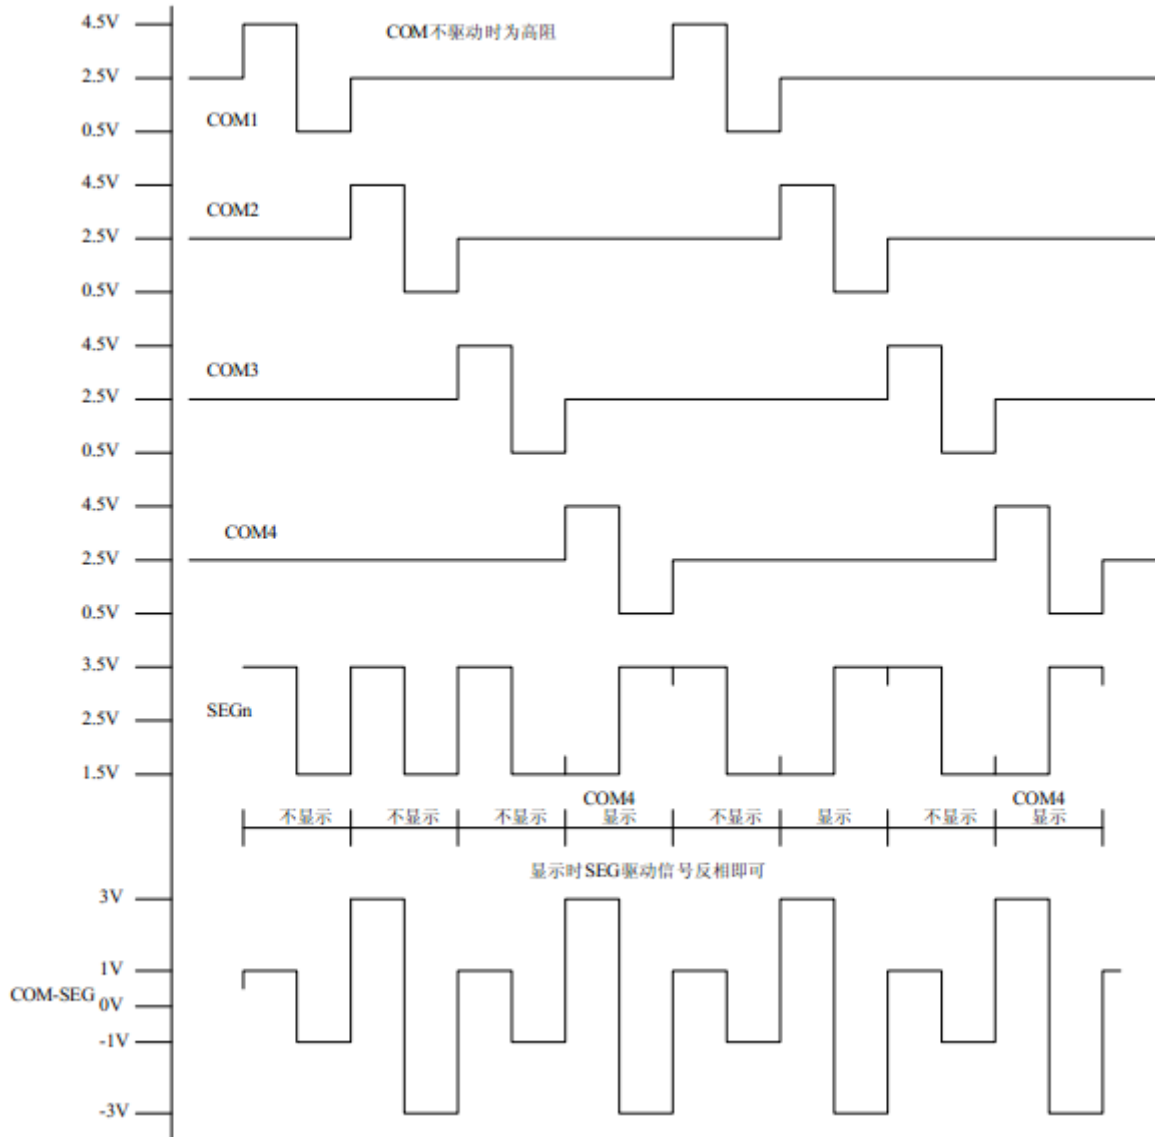 4.5V
COM不驱动时为高阻
2.5V
COM1
0.5V
4.5V
COM2
2.5V
0.5V
4.5V
COM3
2.5V
0.5V
4.5V
COM4
2.5V
0.5V
3.5V
SEGn
2.5V
1.5V
COM4 COM4
不显示 不显示 不显示 显示 不显示 显示 不显示 显示
显示时SEG驱动信号反相即可
3V
1V
COM-SEG 0V
-1V
-3V